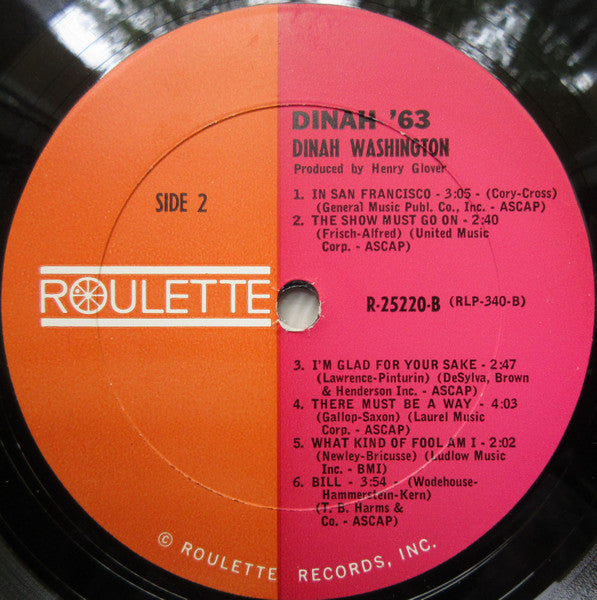 DINAH '63
DINAH WASHINGTON
Produced by Henry Glover
SIDE 2
1. IN SAN FRANCISCO - 3:05 - (Cory-Cross)
(General Music Publ. Co., Inc. - ASCAP)
2. THE SHOW MUST GO ON - 2:40
(Frisch-Alfred) (United Music
Corp. - ASCAP)
ROULETTE
R-25220-B (RLP-340-B)
3. I'M GLAD FOR YOUR SAKE - 2:47
(Lawrence-Pinturin) (DeSylva, Brown
& Henderson Inc. - ASCAP)
4. THERE MUST BE A WAY - 4:03
(Gallop-Saxon) (Laurel Music
Corp. - ASCAP)
5. WHAT KIND OF FOOL AM I - 2:02
(Newley-Bricusse) (Ludlow Music
Inc. - BMI)
6. BILL - 3:54 - (Wodehouse-
Hammerstein-Kern)
(T. B. Harms &
Co. - ASCAP)
© ROULETTE RECORDS, INC.